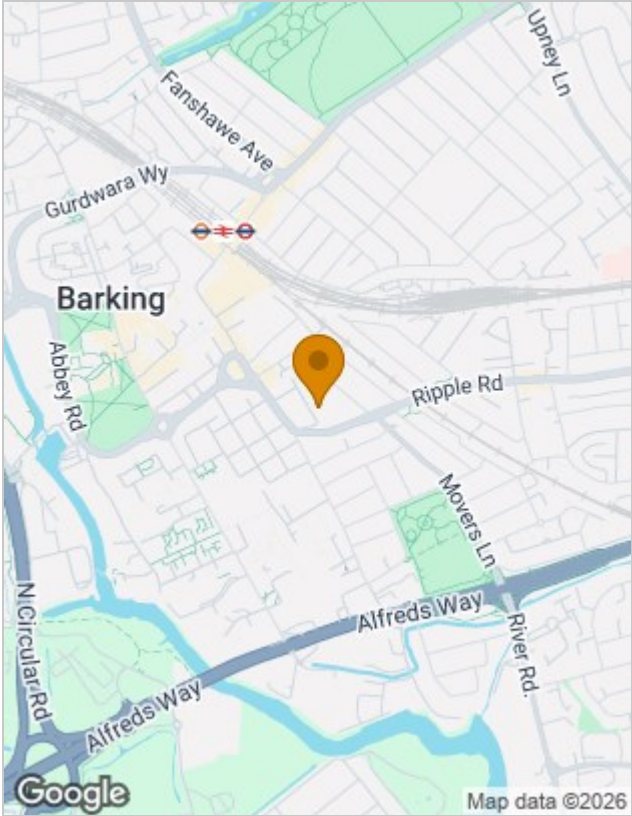 Upney Ln
Fanshawe Ave
Gurdwara Wy
Barking
Abbey Rd
Ripple Rd
Movers Ln
N Circular Rd
Alfreds Way
River Rd.
Alfreds Way
Google
Map data ©2026